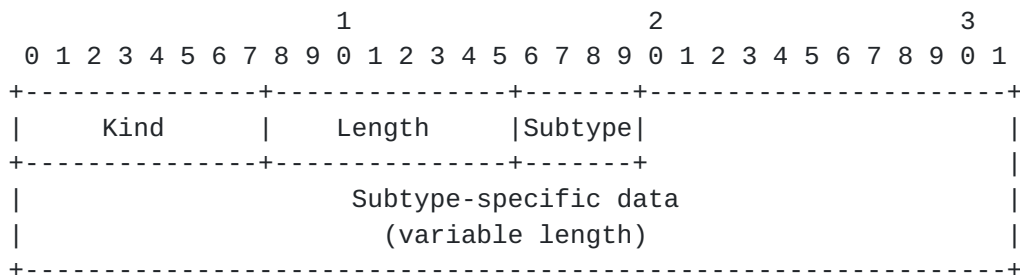 1                   2                   3
 0 1 2 3 4 5 6 7 8 9 0 1 2 3 4 5 6 7 8 9 0 1 2 3 4 5 6 7 8 9 0 1
+---------------+---------------+-------+-----------------------+
|     Kind      |    Length     |Subtype|                       |
+---------------+---------------+-------+                       |
|                     Subtype-specific data                     |
|                       (variable length)                       |
+---------------------------------------------------------------+